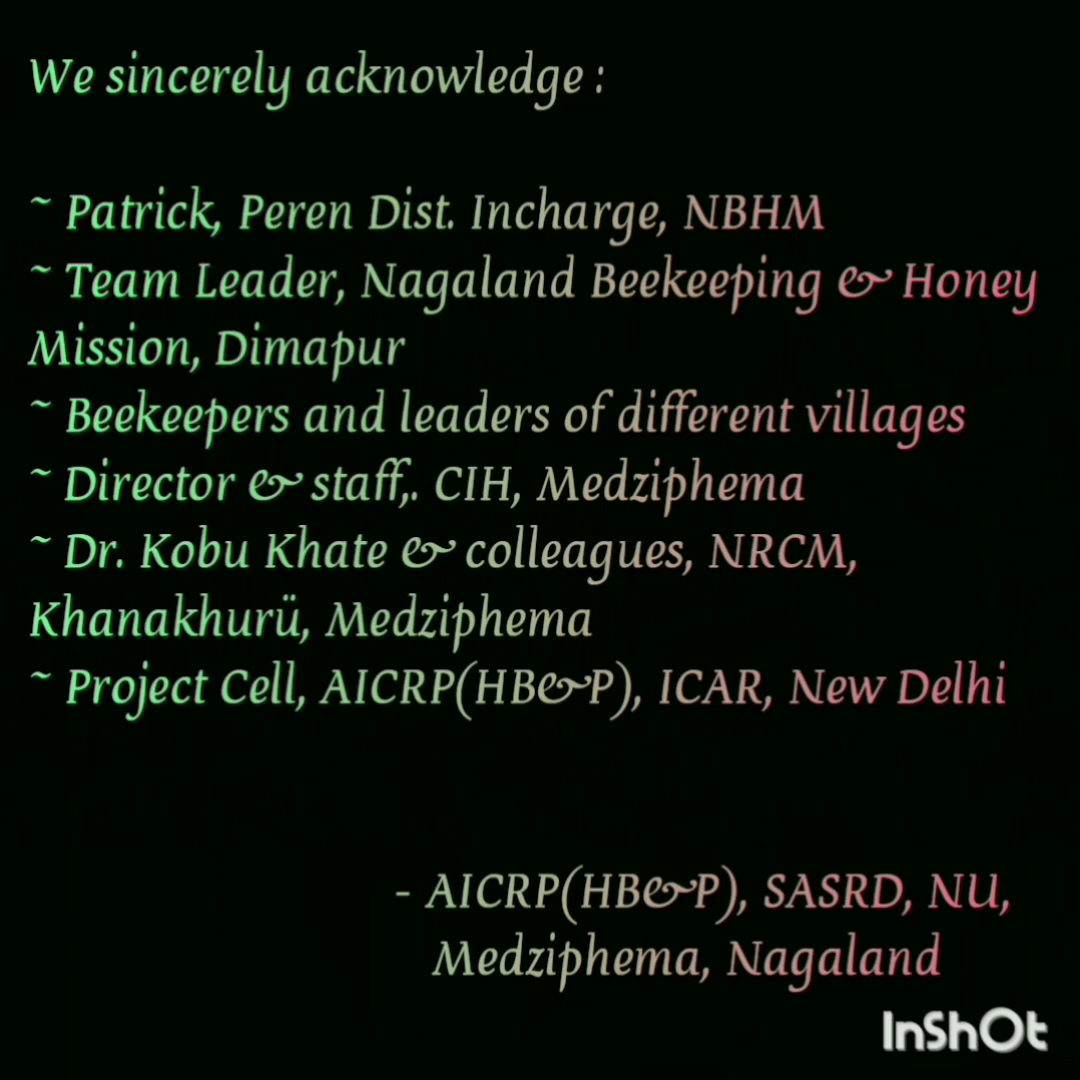 We sincerely acknowledge :
~ Patrick, Peren Dist. Incharge, NBHM
~ Team Leader, Nagaland Beekeeping & Honey
Mission, Dimapur
~ Beekeepers and leaders of different villages
~ Director & staff,. CIH, Medziphema
~ Dr. Kobu Khate & colleagues, NRCM,
Khanakhurü, Medziphema
~ Project Cell, AICRP(HB&P), ICAR, New Delhi
- AICRP(HB&P), SASRD, NU,
Medziphema, Nagaland
InShOt